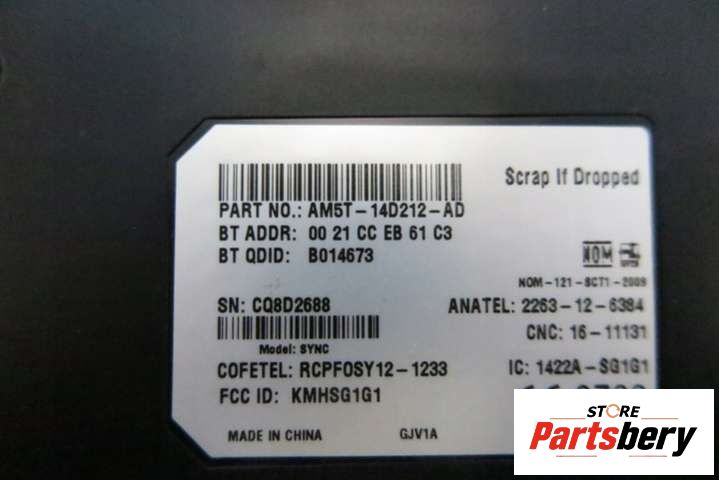 Scrap If Dropped
PART NO.: AM5T-14D212-AD
BT ADDR: 00 21 CC EB 61 C3
BT QDID: B014673
NOM
NOM-121-SCT1-2009
SN: CQ8D2688
ANATEL: 2263-12-6384
CNC: 16-11131
Model: SYNC
COFETEL: RCPFOSY12-1233
IC: 1422A-SG1G1
FCC ID: KMHSG1G1
MADE IN CHINA GJV1A
STORE
Partsbery